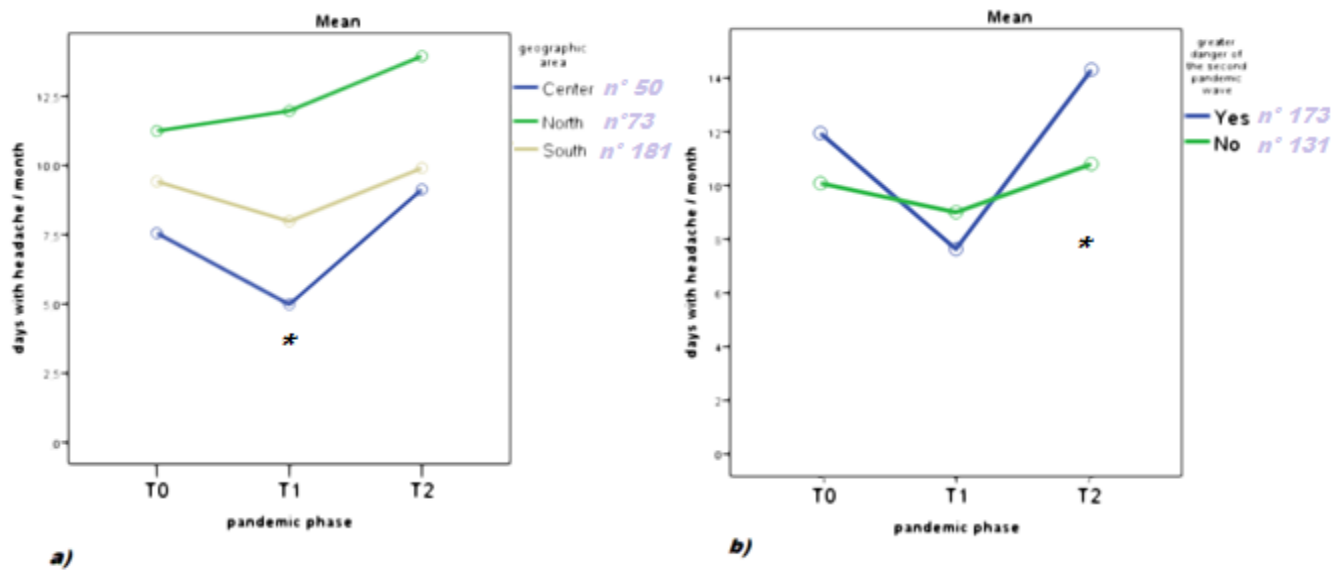 Mean
geographic
area
Center n° 50
North n°73
South n° 181
12.5
10.0
7.5
5.0
2.5
0
days with headache / month
*
T0 T1 T2
pandemic phase
a)
Mean
greater
danger of
the second
pandemic
wave
Yes n° 173
No n° 131
14
12
10
8
6
4
2
0
days with headache / month
*
T0 T1 T2
pandemic phase
b)